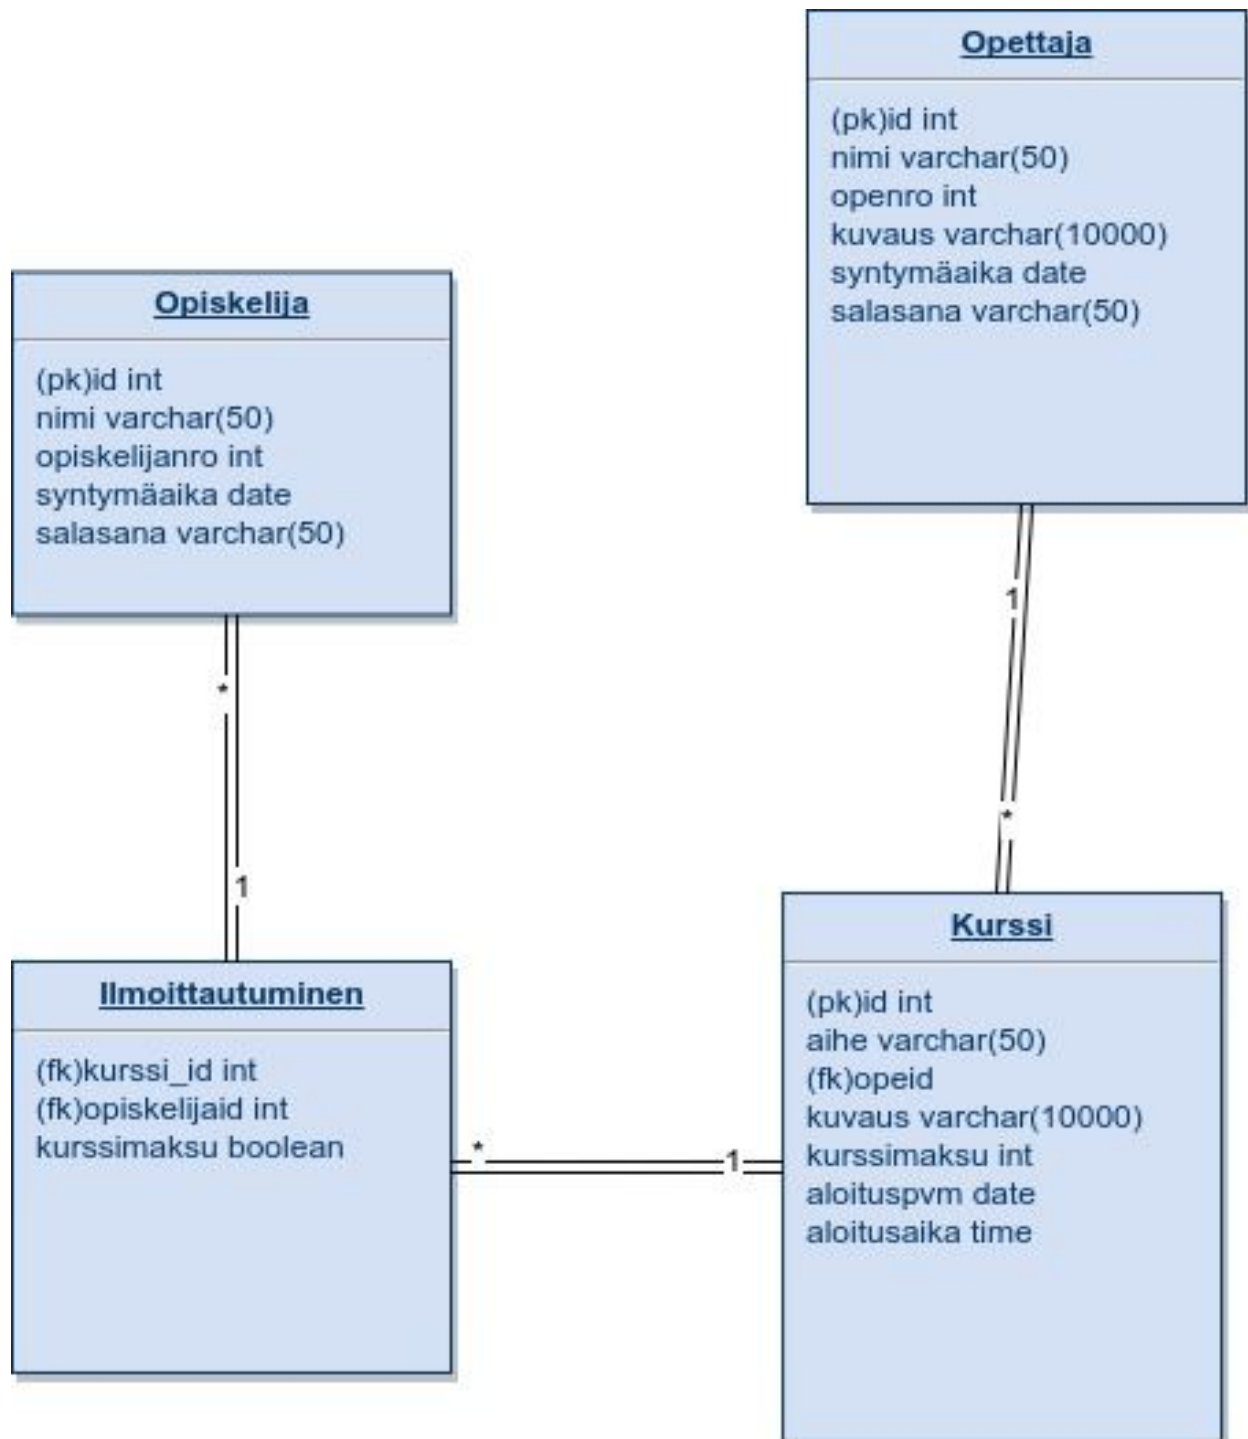 Opettaja
(pk)id int
nimi varchar(50)
openro int
kuvaus varchar(10000)
syntymäaika date
salasana varchar(50)
Opiskelija
(pk)id int
nimi varchar(50)
opiskelijanro int
syntymäaika date
salasana varchar(50)
1
*
*
1
Ilmoittautuminen
(fk)kurssi_id int
(fk)opiskelijaid int
kurssimaksu boolean
*
1
Kurssi
(pk)id int
aihe varchar(50)
(fk)opeid
kuvaus varchar(10000)
kurssimaksu int
aloituspvm date
aloitusaika time